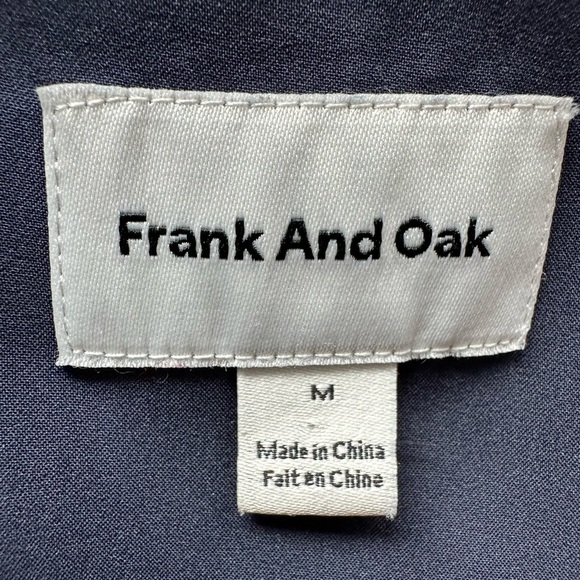 Frank And Oak
M
Made in China
Fait en Chine